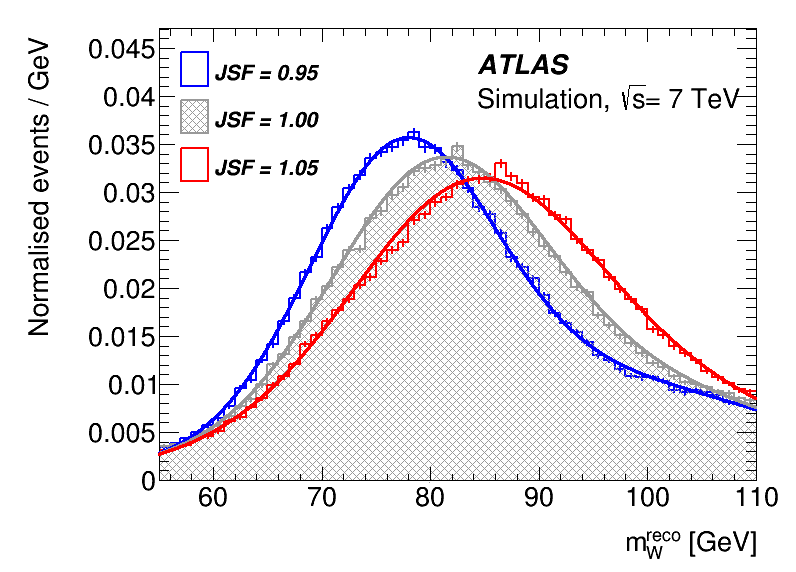 Normalised events / GeV
0.045
0.04
0.035
0.03
0.025
0.02
0.015
0.01
0.005
0
JSF = 0.95
JSF = 1.00
JSF = 1.05
ATLAS
Simulation, √s= 7 TeV
60 70 80 90 100 110
m_W^reco [GeV]